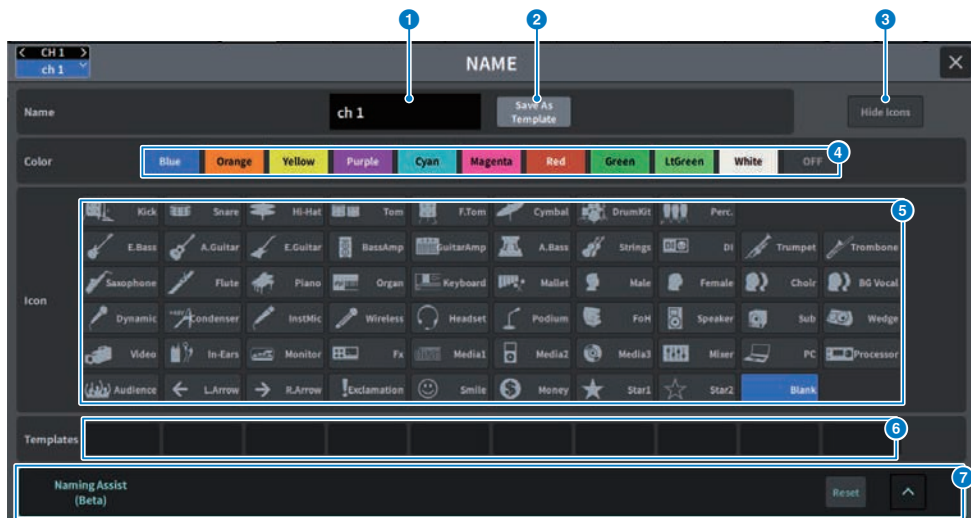 1 2 3
< CH 1 >
ch 1
NAME
Name ch 1 Save As Template Hide Icons
Color Blue Orange Yellow Purple Cyan Magenta Red Green LtGreen White OFF 4
Kick Snare Hi-Hat Tom F.Tom Cymbal DrumKit Perc. 5
E.Bass A.Guitar E.Guitar BassAmp GuitarAmp A.Bass Strings DI DI Trumpet Trombone
Saxophone Flute Piano Organ Keyboard Mallet Male Female Choir BG Vocal
Icon
Dynamic Condenser InstMic Wireless Headset Podium FoH Speaker Sub Wedge
Video In-Ears Monitor Fx Media1 Media2 Media3 Mixer PC Processor
Audience L.Arrow R.Arrow Exclamation Smile Money Star1 Star2 Blank
Templates 6
7
Naming Assist
(Beta)
Reset